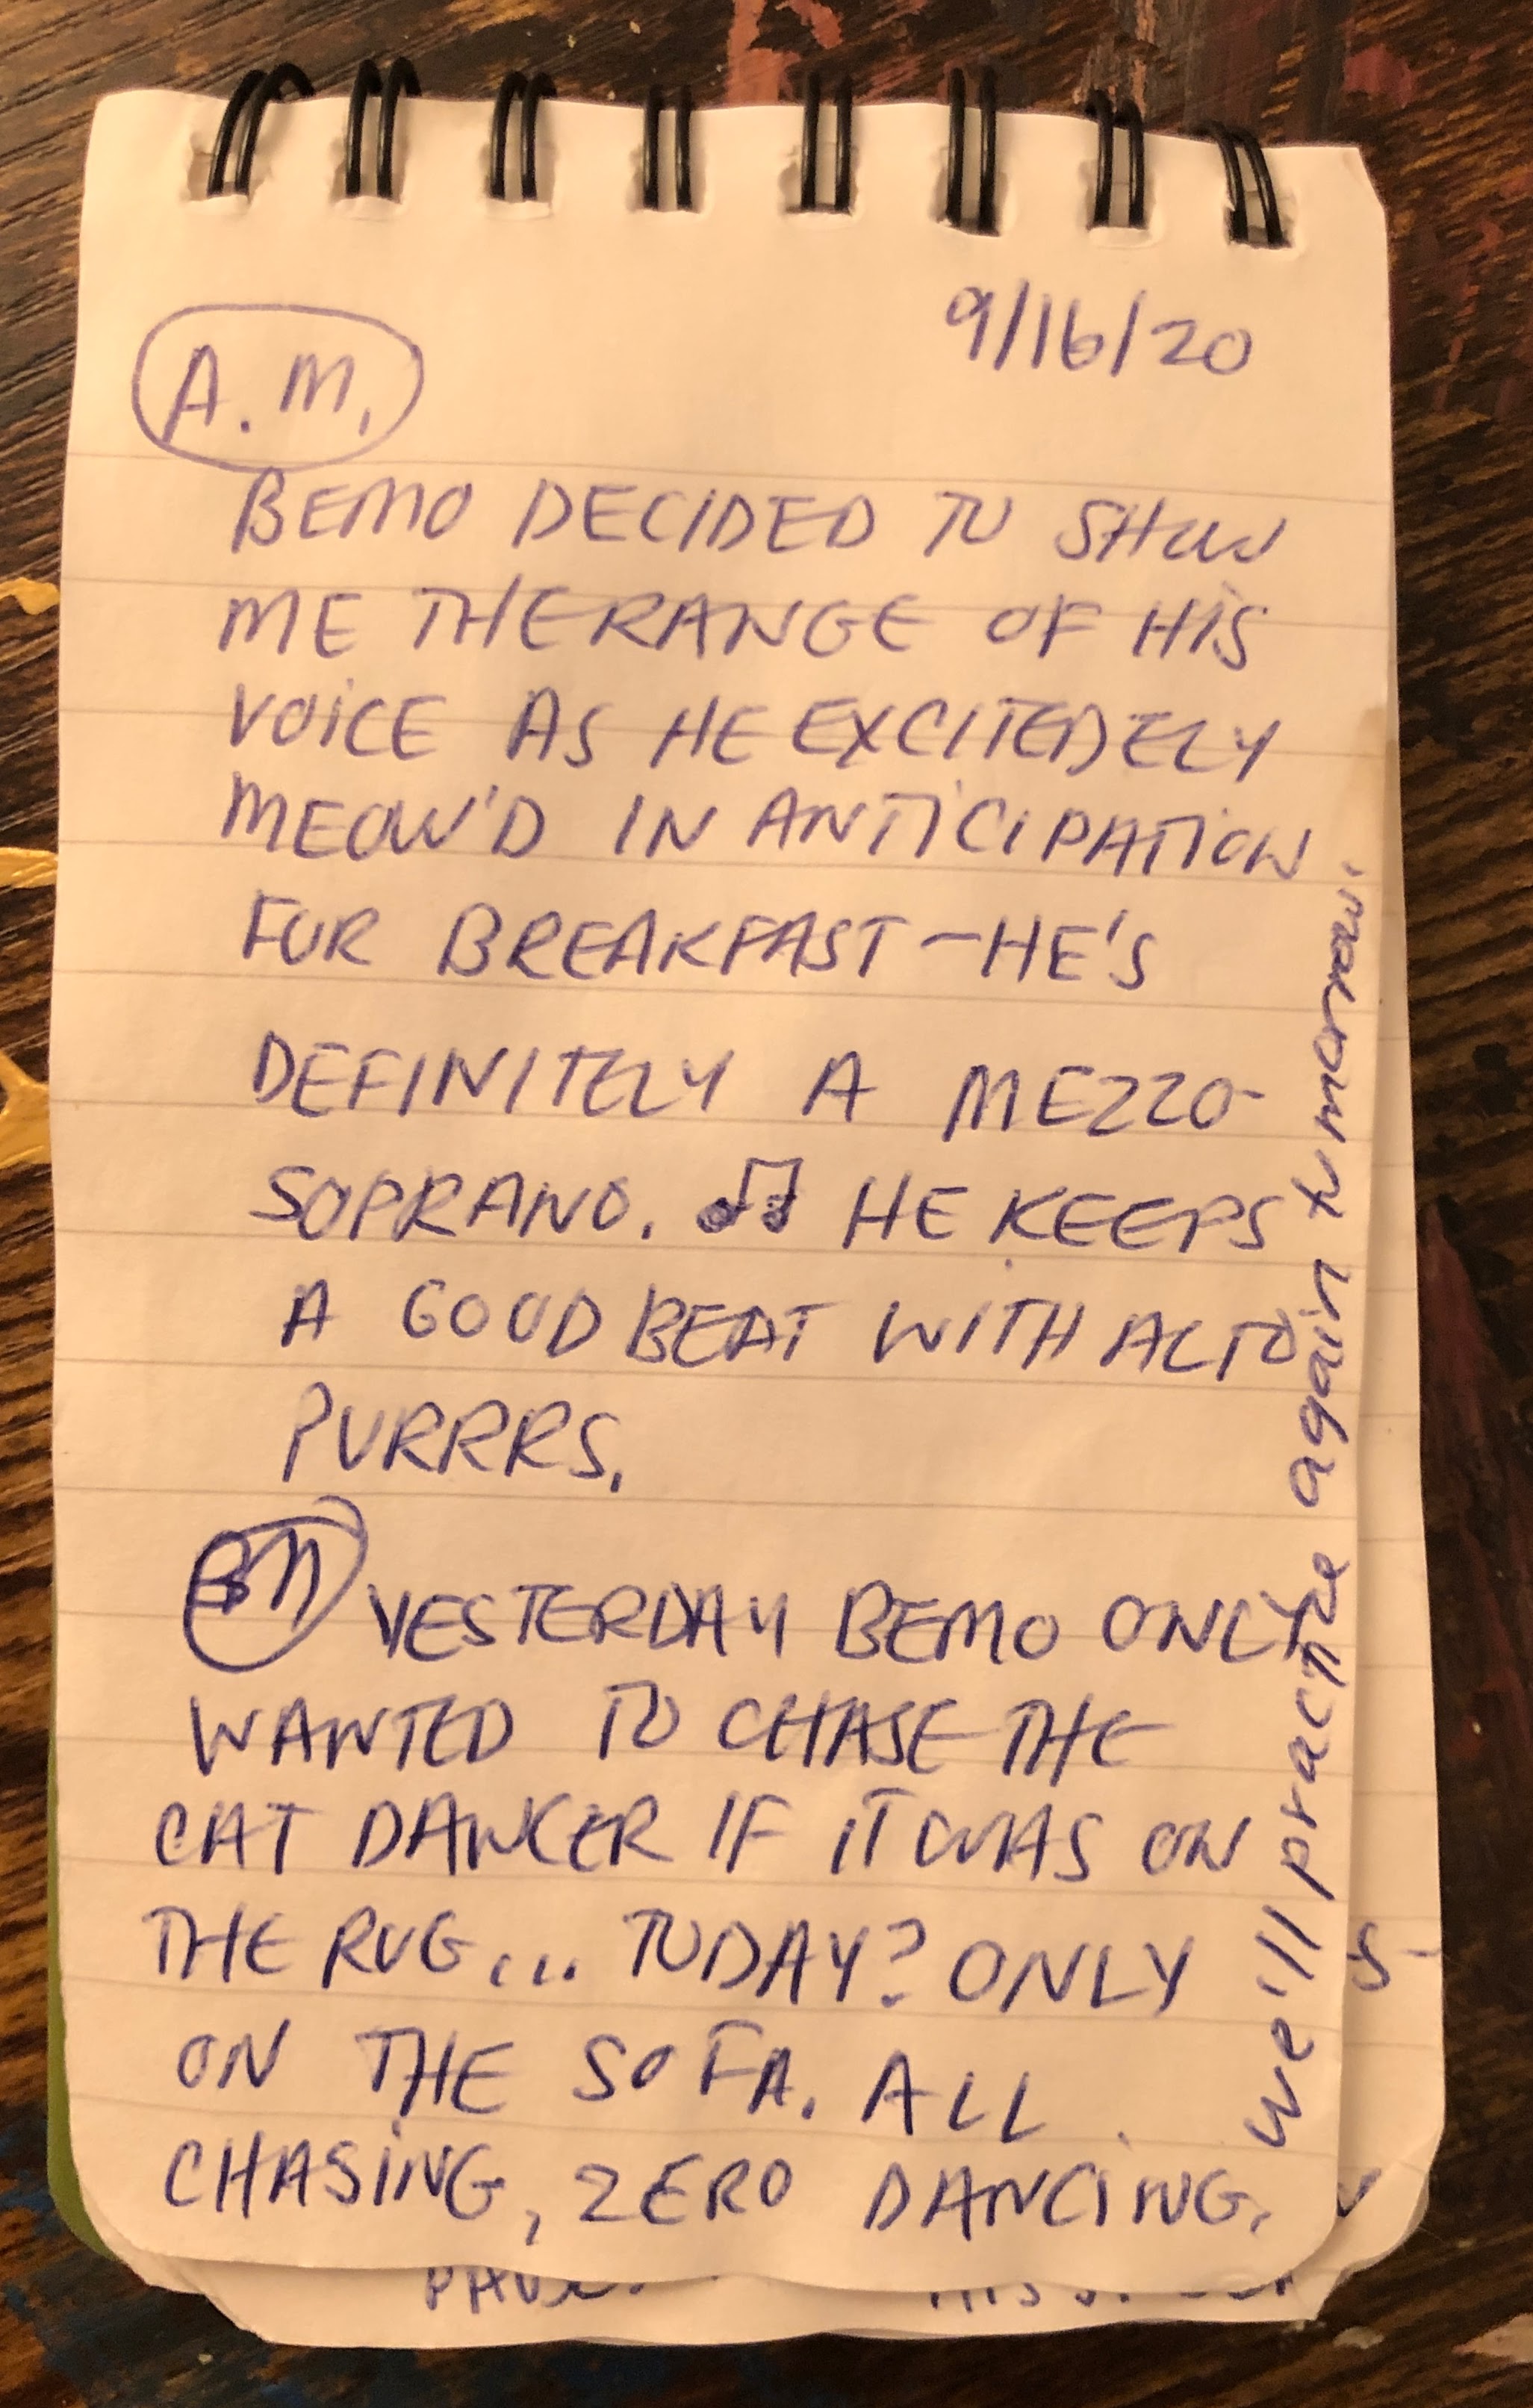 9/16/20
A.M.
BEMO DECIDED TO SHOW
ME THE RANGE OF HIS
VOICE AS HE EXCITEDELY
MEOW'D IN ANTICIPATION
FOR BREAKFAST - HE'S
DEFINITELY A MEZZO-
SOPRANO. ♫ HE KEEPS
A GOOD BEAT WITH ALTO
PURRRS.
YESTERDAY BEMO ONLY
WANTED TO CHASE THE
CAT DANCER IF IT WAS ON
THE RUG... TODAY? ONLY
ON THE SOFA. ALL
CHASING, ZERO DANCING.
we'll practice again tomorrow.